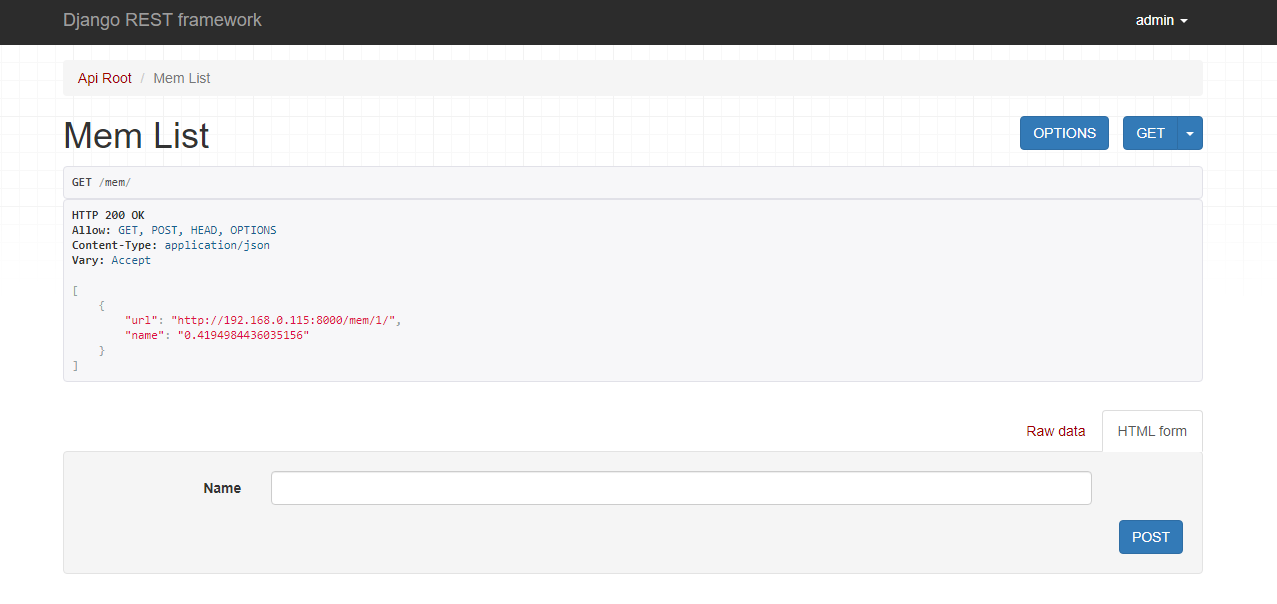 Django REST framework
admin
Api Root / Mem List
Mem List
OPTIONS
GET
GET /mem/
HTTP 200 OK
Allow: GET, POST, HEAD, OPTIONS
Content-Type: application/json
Vary: Accept
[
    {
        "url": "http://192.168.0.115:8000/mem/1/",
        "name": "0.4194984436035156"
    }
]
Raw data
HTML form
Name
POST